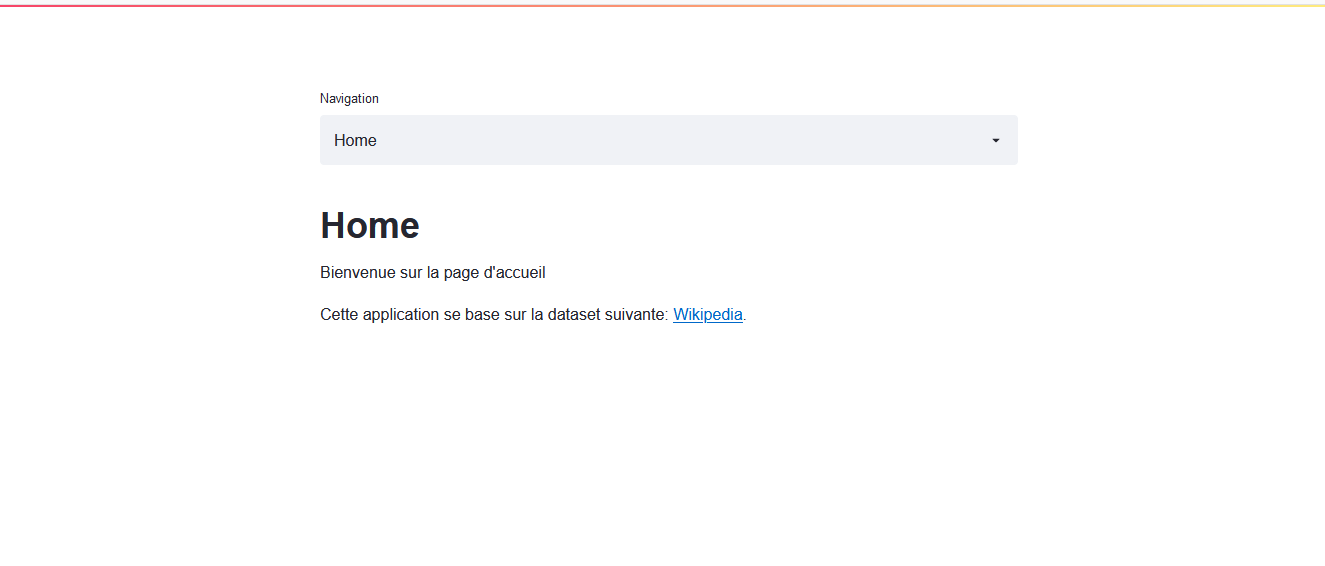 Navigation
Home
Home
Bienvenue sur la page d'accueil
Cette application se base sur la dataset suivante: Wikipedia.